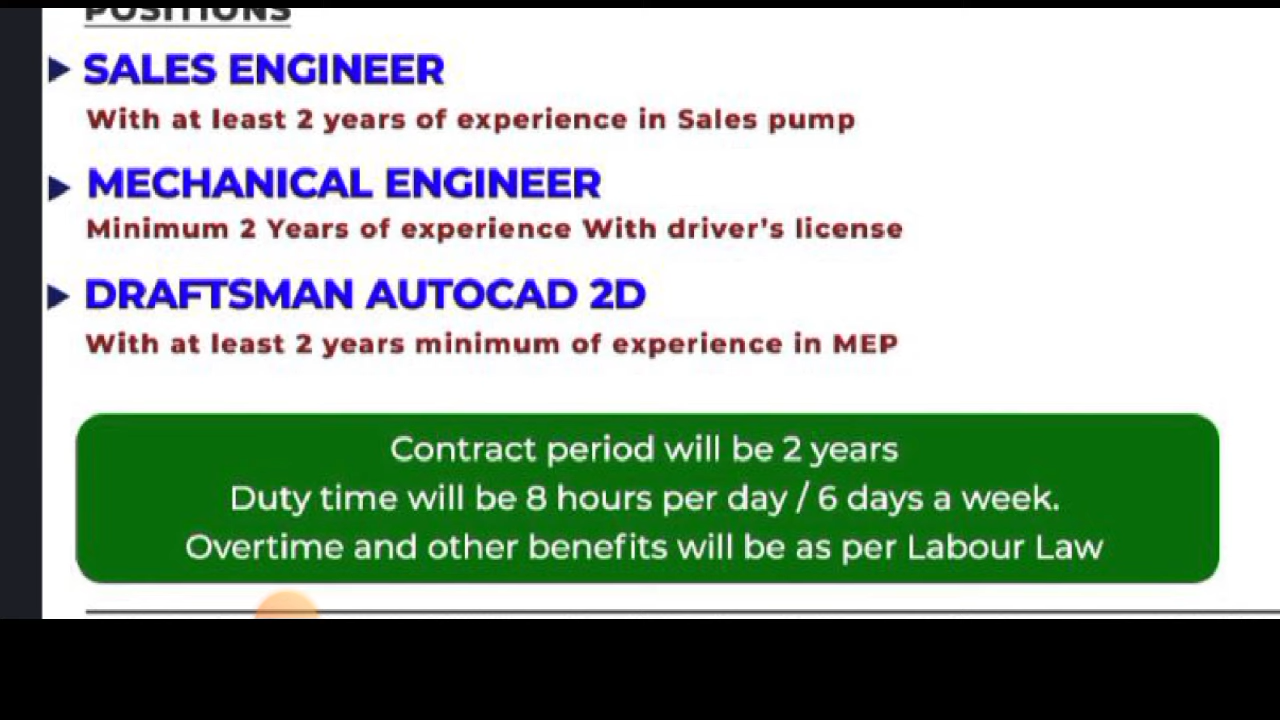 POSITIONS
SALES ENGINEER
With at least 2 years of experience in Sales pump
MECHANICAL ENGINEER
Minimum 2 Years of experience With driver's license
DRAFTSMAN AUTOCAD 2D
With at least 2 years minimum of experience in MEP
Contract period will be 2 years
Duty time will be 8 hours per day / 6 days a week.
Overtime and other benefits will be as per Labour Law